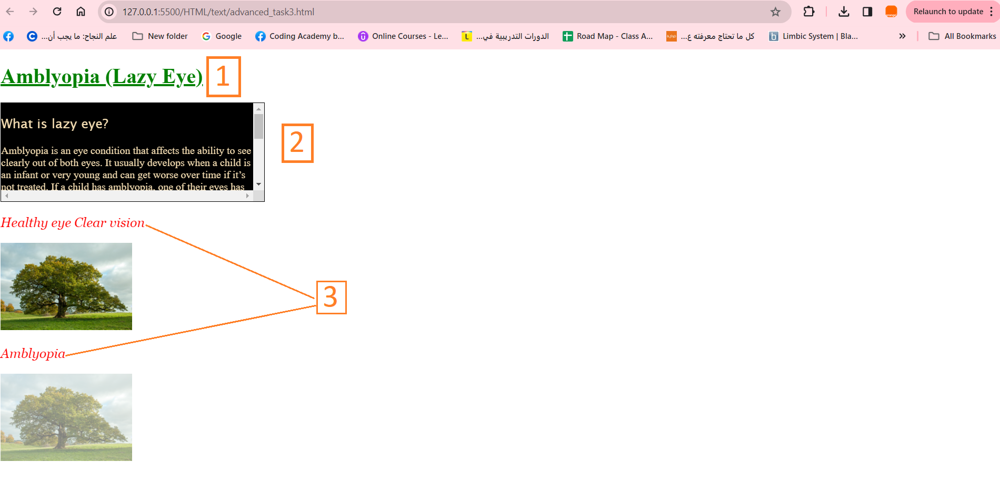 127.0.0.1:5500/HTML/text/advanced_task3.html
orange
Relaunch to update
علم النجاح: ما يجب أن...
New folder
Google
Coding Academy b...
Online Courses - Le...
الدورات التدريبية في...
Road Map - Class A...
كل ما تحتاج معرفته ع...
Limbic System | Bla...
All Bookmarks
Amblyopia (Lazy Eye)
1
What is lazy eye?
Amblyopia is an eye condition that affects the ability to see
clearly out of both eyes. It usually develops when a child is
an infant or very young and can get worse over time if it’s
not treated. If a child has amblyopia, one of their eyes has
2
Healthy eye Clear vision
3
Amblyopia